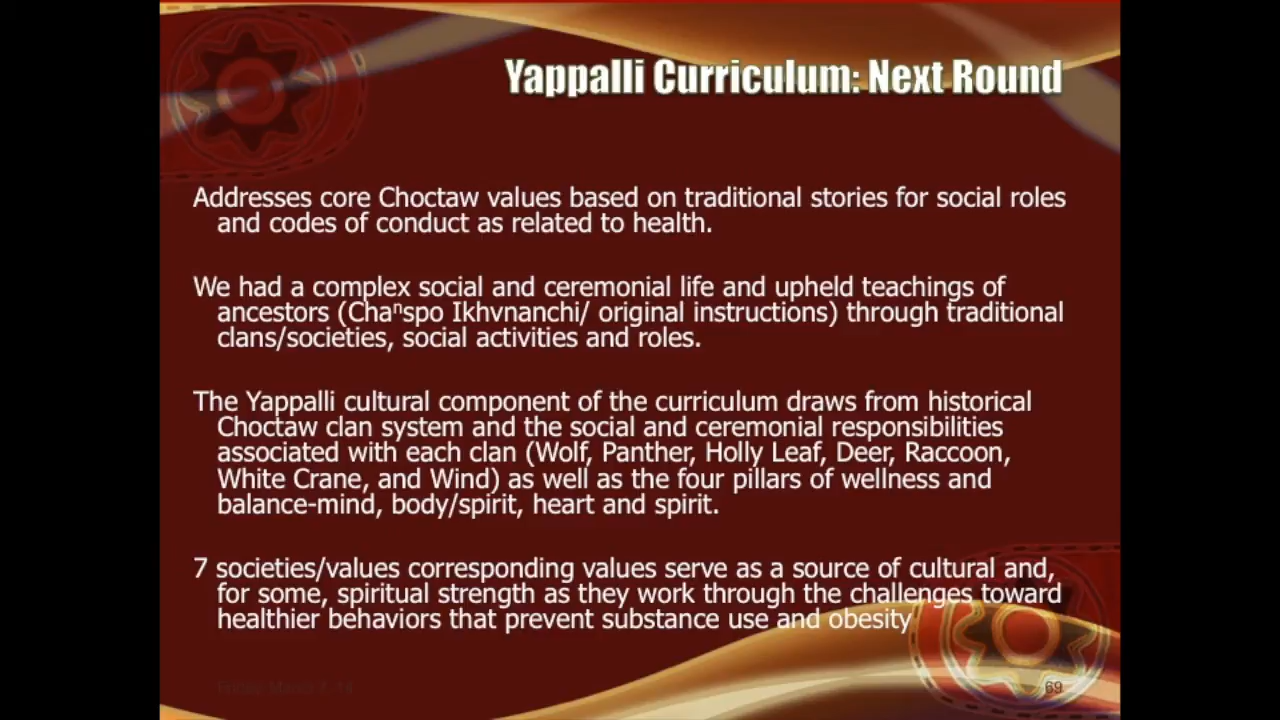 Yappalli Curriculum: Next Round
Addresses core Choctaw values based on traditional stories for social roles
and codes of conduct as related to health.
We had a complex social and ceremonial life and upheld teachings of
ancestors (Chaⁿspo Ikhvnanchi/ original instructions) through traditional
clans/societies, social activities and roles.
The Yappalli cultural component of the curriculum draws from historical
Choctaw clan system and the social and ceremonial responsibilities
associated with each clan (Wolf, Panther, Holly Leaf, Deer, Raccoon,
White Crane, and Wind) as well as the four pillars of wellness and
balance-mind, body/spirit, heart and spirit.
7 societies/values corresponding values serve as a source of cultural and,
for some, spiritual strength as they work through the challenges toward
healthier behaviors that prevent substance use and obesity
69